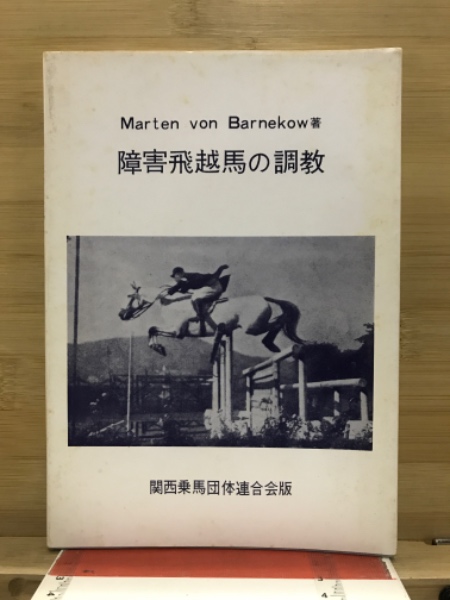 Marten von Barnekow著
障害飛越馬の調教
関西乗馬団体連合会版